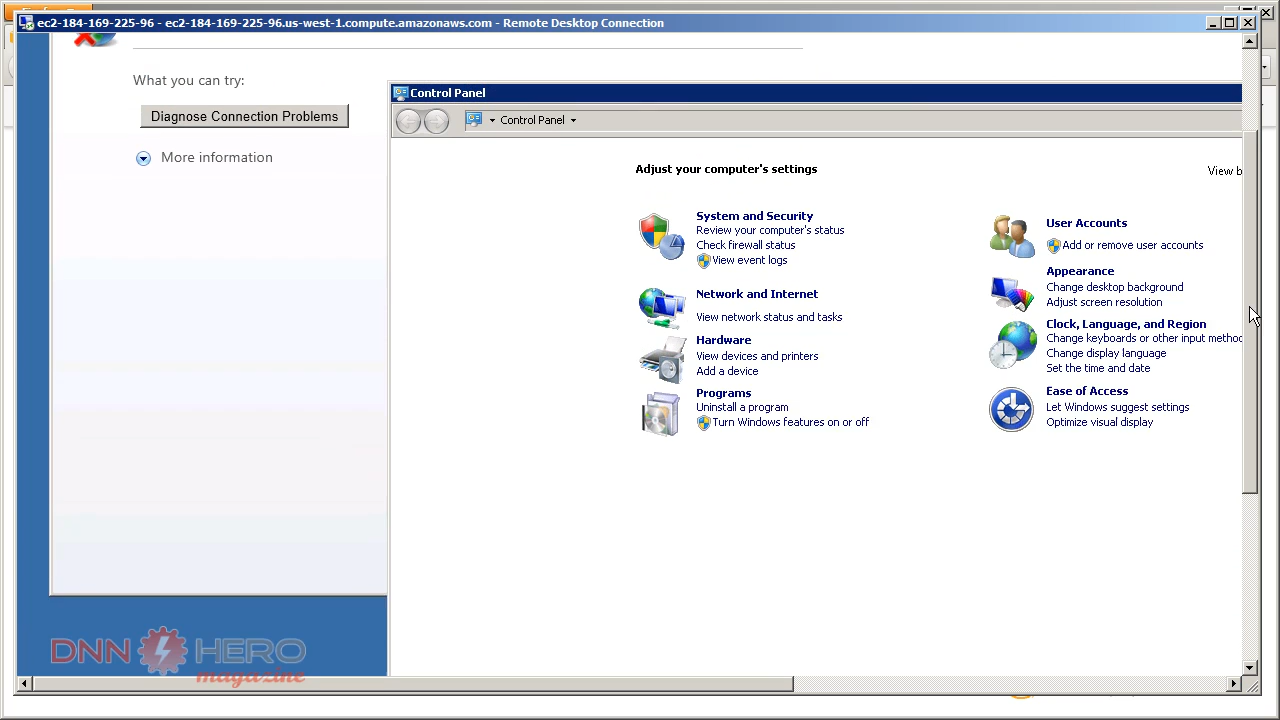 ec2-184-169-225-96 - ec2-184-169-225-96.us-west-1.compute.amazonaws.com - Remote Desktop Connection
What you can try:
Diagnose Connection Problems
More information
Control Panel
Control Panel
Adjust your computer's settings
View b
System and Security
Review your computer's status
Check firewall status
View event logs
Network and Internet
View network status and tasks
Hardware
View devices and printers
Add a device
Programs
Uninstall a program
Turn Windows features on or off
User Accounts
Add or remove user accounts
Appearance
Change desktop background
Adjust screen resolution
Clock, Language, and Region
Change keyboards or other input metho
Change display language
Set the time and date
Ease of Access
Let Windows suggest settings
Optimize visual display
DNN HERO
magazine